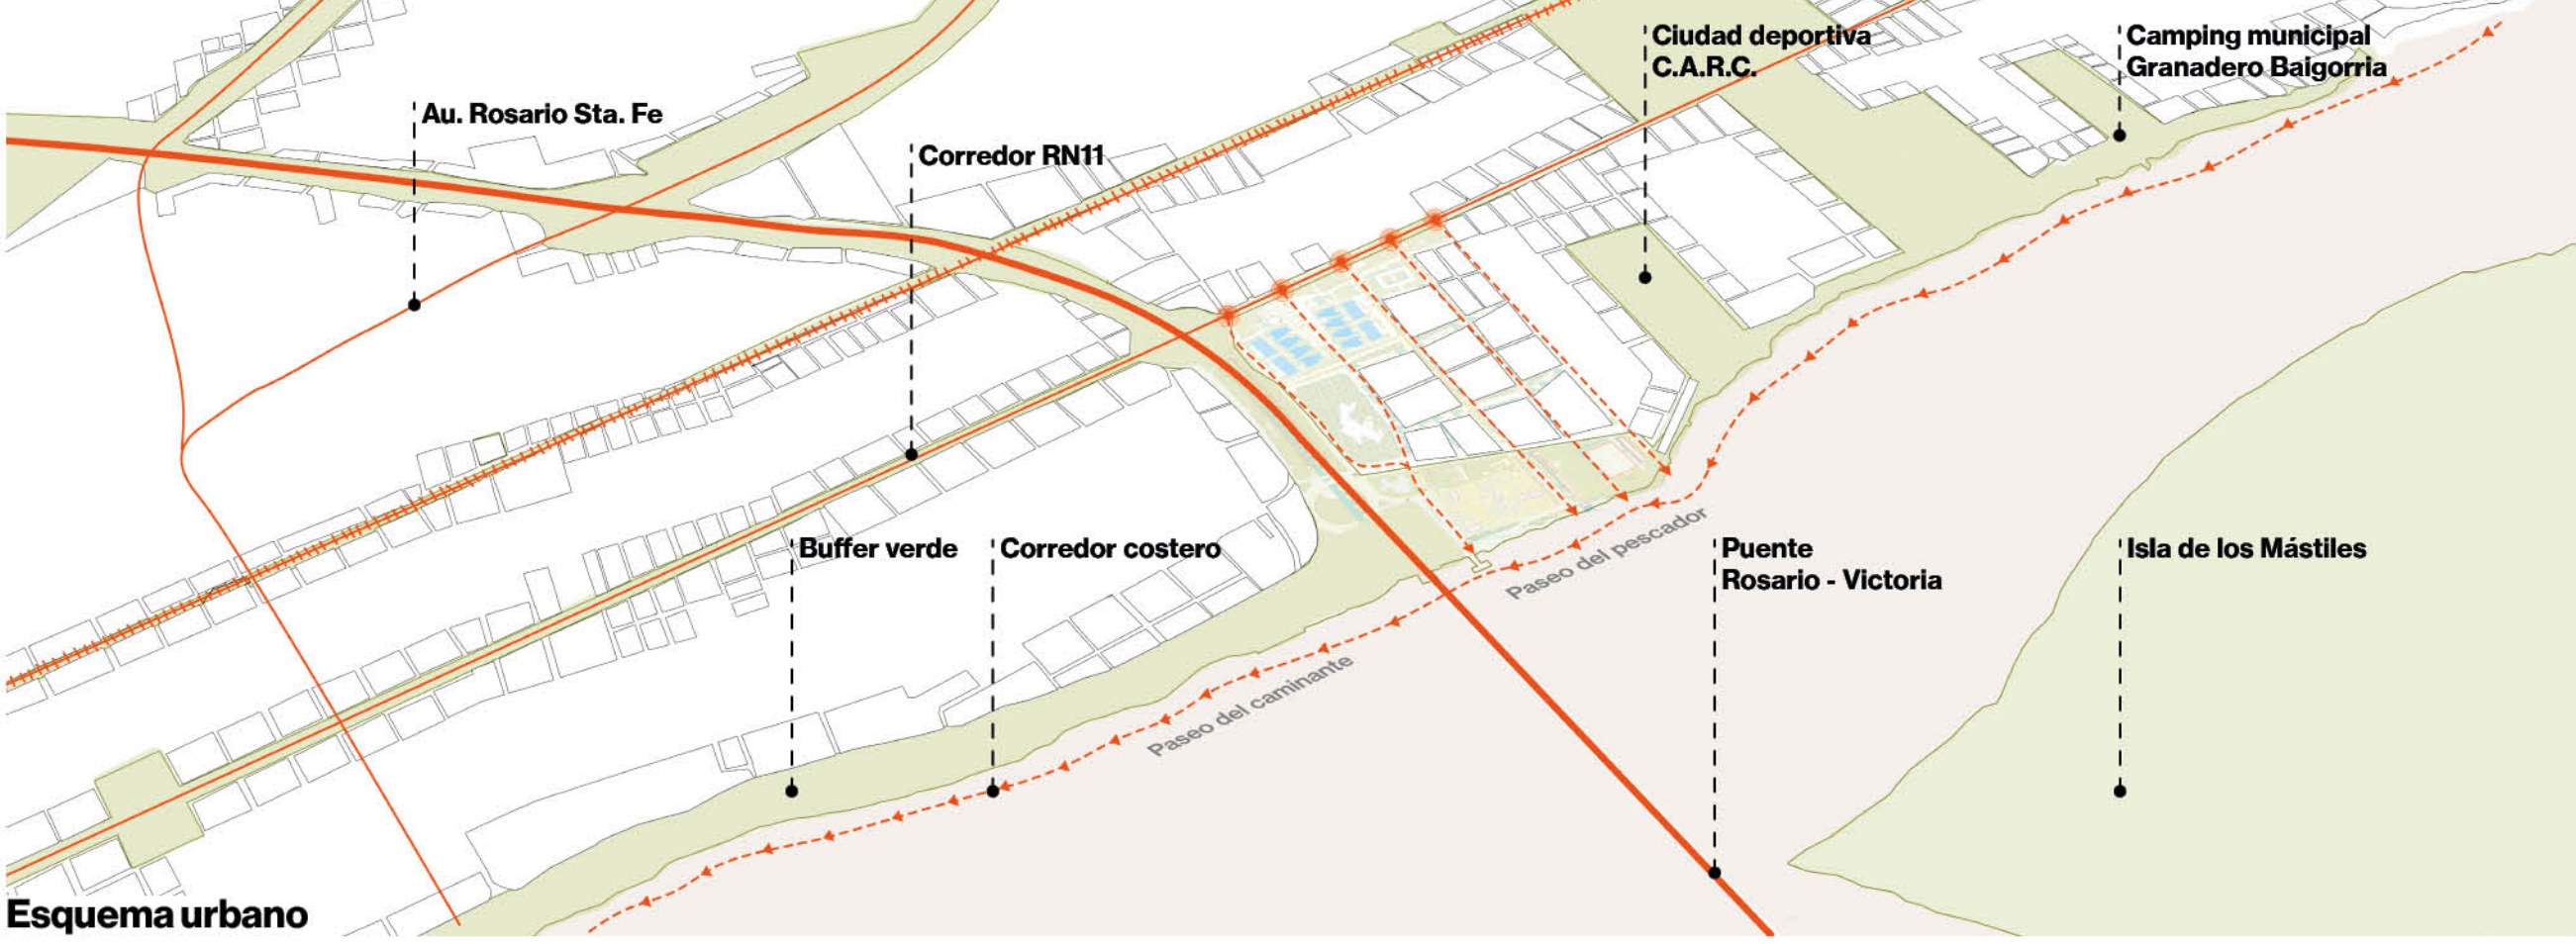 Ciudad deportiva
C.A.R.C.
Camping municipal
Granadero Baigorria
Au. Rosario Sta. Fe
Corredor RN11
Buffer verde
Corredor costero
Paseo del pescador
Puente
Rosario - Victoria
Isla de los Mástiles
Paseo del caminante
Esquema urbano